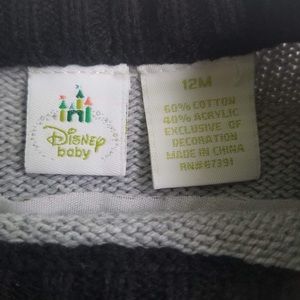 Disney
baby
12M
60% COTTON
40% ACRYLIC
EXCLUSIVE OF
DECORATION
MADE IN CHINA
RN#67391